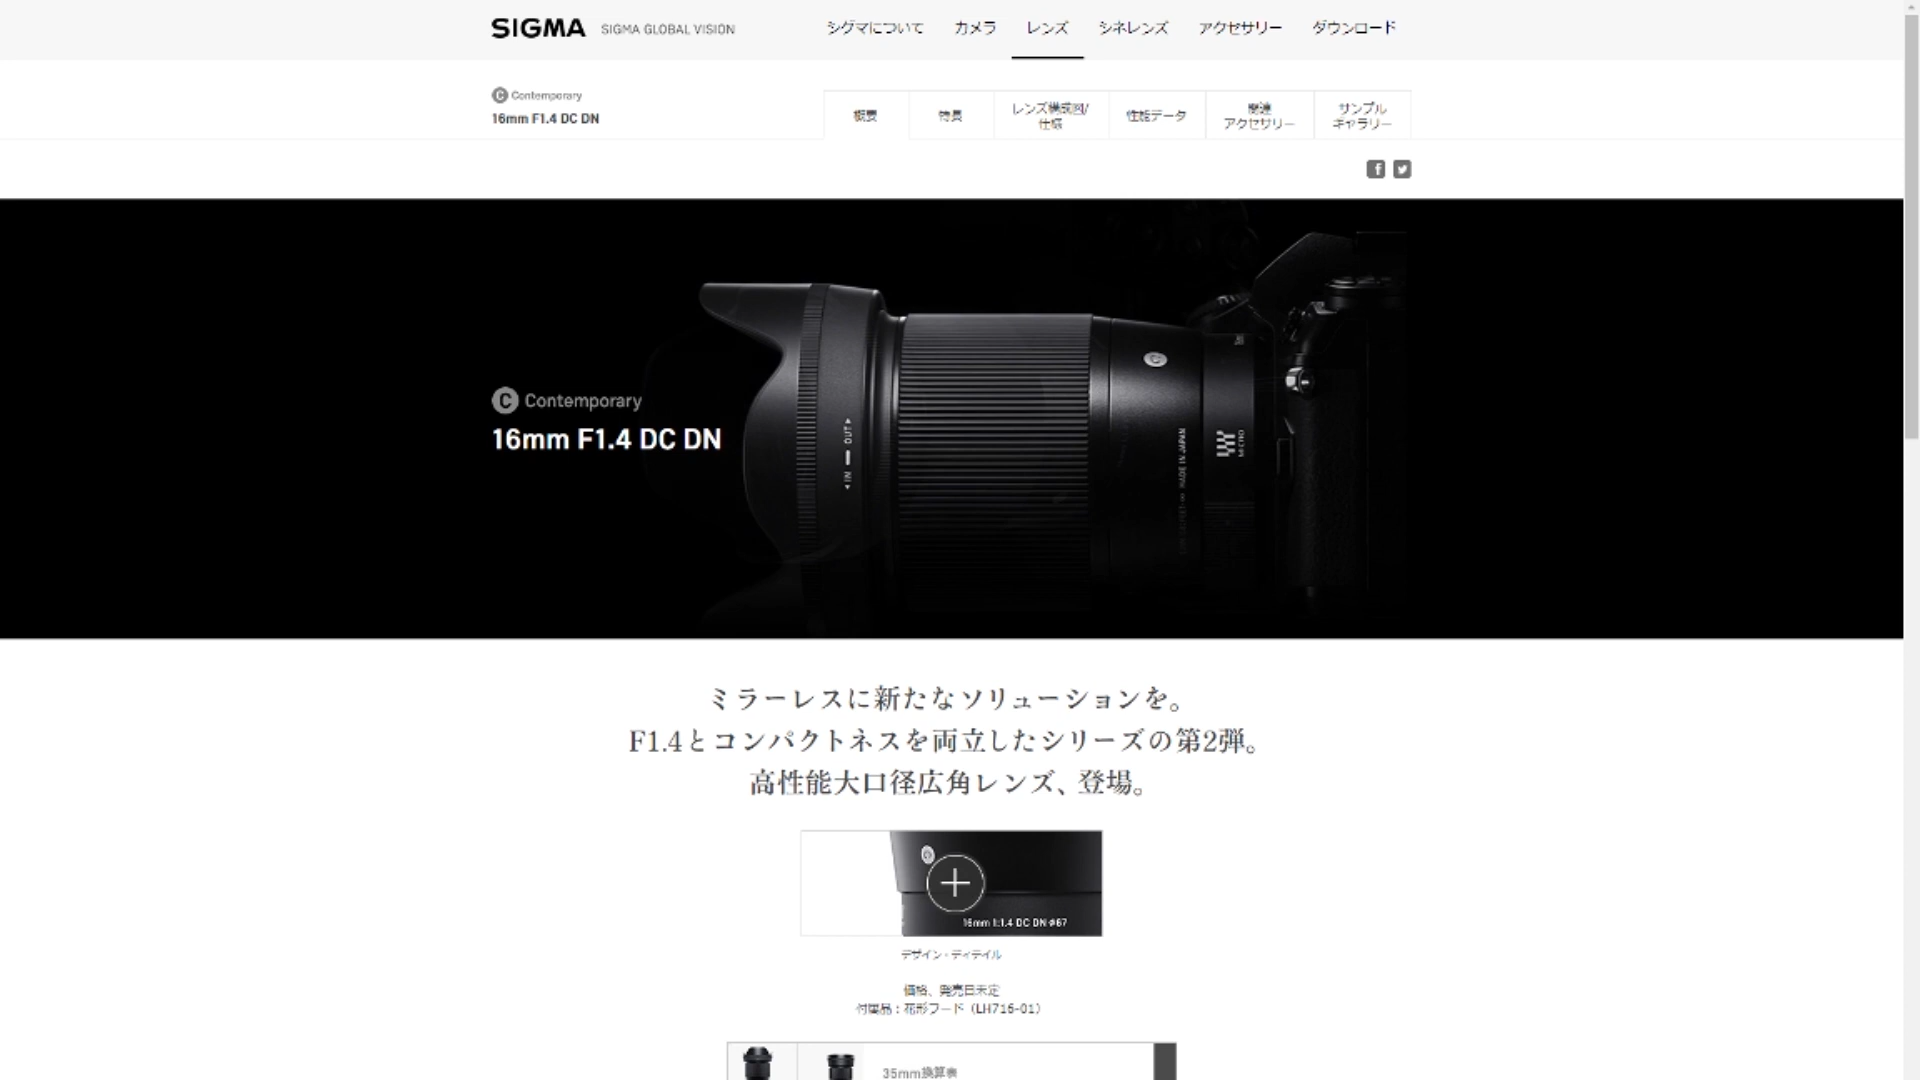 SIGMA SIGMA GLOBAL VISION
シグマについて カメラ レンズ シネレンズ アクセサリー ダウンロード
C Contemporary
16mm F1.4 DC DN
概要 特長 レンズ構成図/仕様 性能データ 関連アクセサリー サンプルギャラリー
C Contemporary
16mm F1.4 DC DN
◀ IN OUT ▶
MADE IN JAPAN
MICRO
ミラーレスに新たなソリューションを。
F1.4とコンパクトネスを両立したシリーズの第2弾。
高性能大口径広角レンズ、登場。
16mm 1:1.4 DC DN ø67
デザイン・ディテイル
価格、発売日未定
付属品:花形フード(LH716-01)
35mm換算表